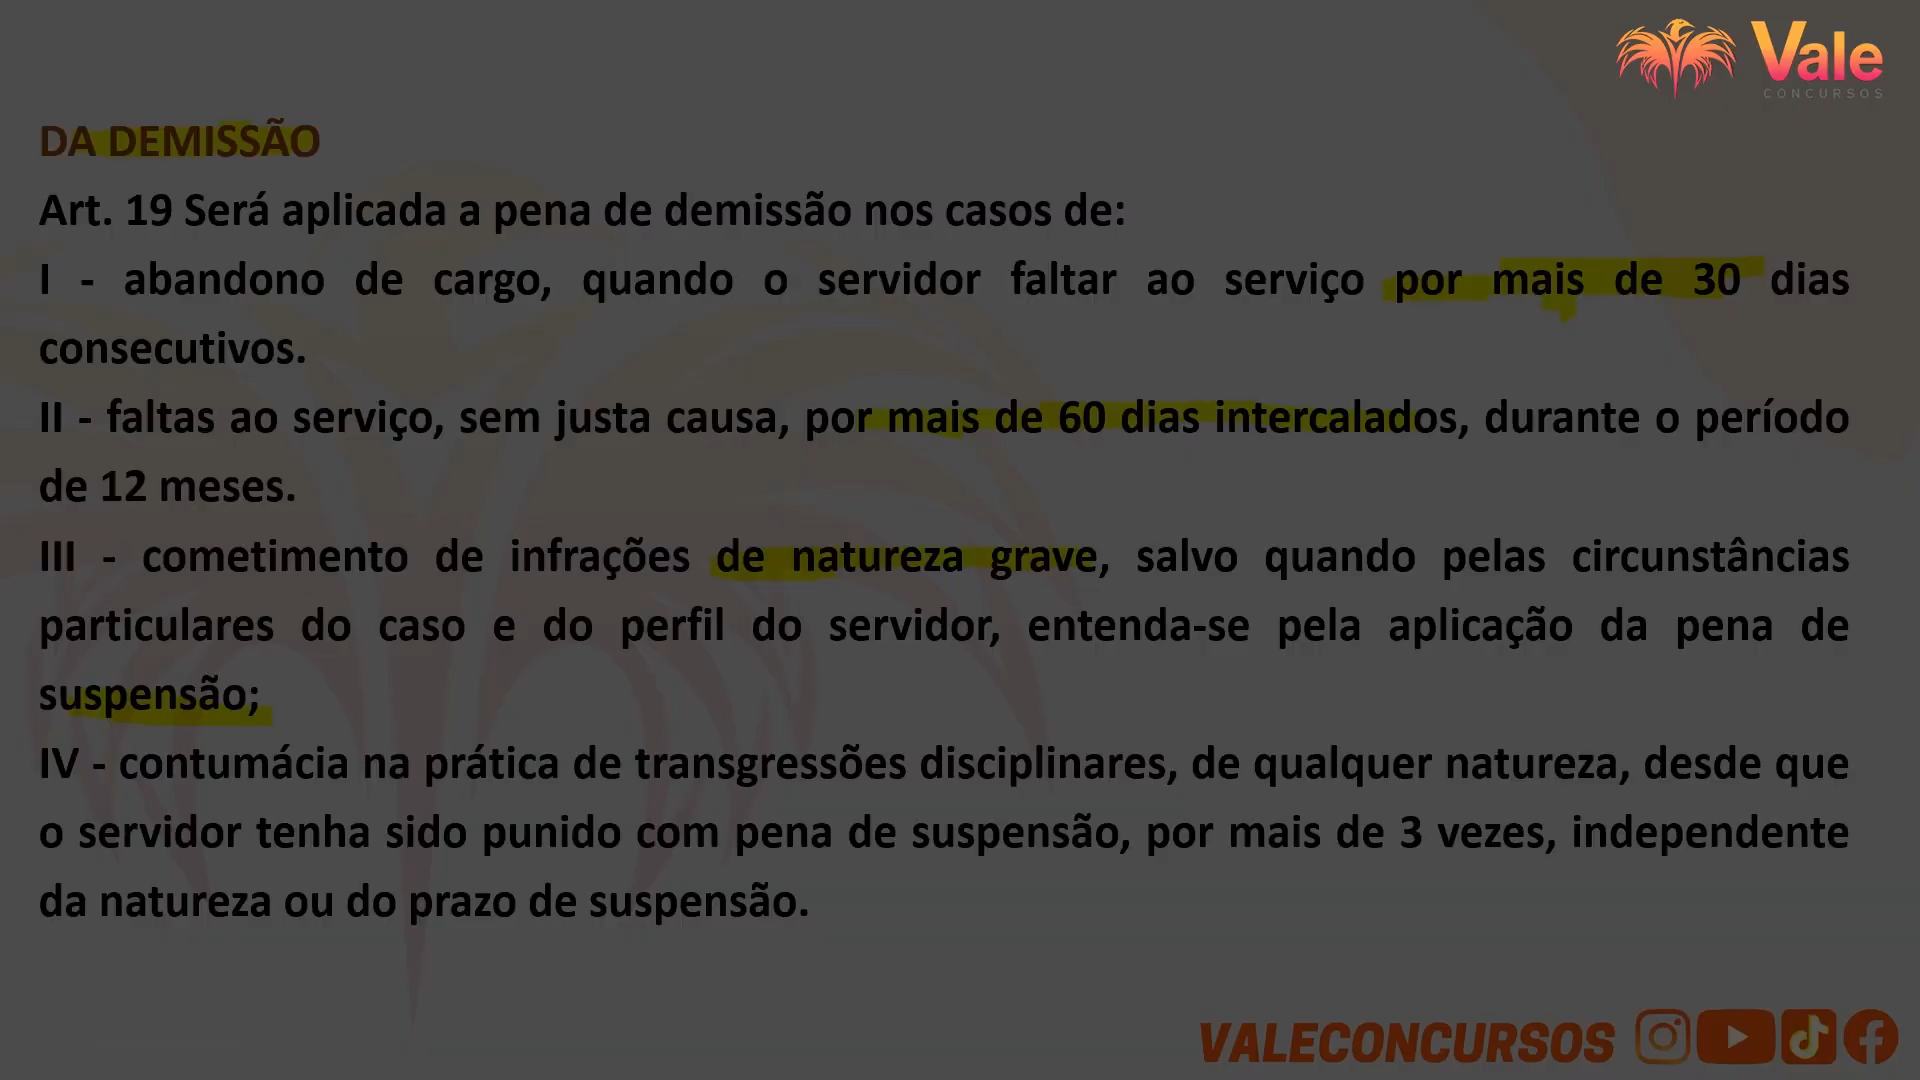 Vale
CONCURSOS
DA DEMISSÃO
Art. 19 Será aplicada a pena de demissão nos casos de:
I - abandono de cargo, quando o servidor faltar ao serviço por mais de 30 dias
consecutivos.
II - faltas ao serviço, sem justa causa, por mais de 60 dias intercalados, durante o período
de 12 meses.
III - cometimento de infrações de natureza grave, salvo quando pelas circunstâncias
particulares do caso e do perfil do servidor, entenda-se pela aplicação da pena de
suspensão;
IV - contumácia na prática de transgressões disciplinares, de qualquer natureza, desde que
o servidor tenha sido punido com pena de suspensão, por mais de 3 vezes, independente
da natureza ou do prazo de suspensão.
VALECONCURSOS